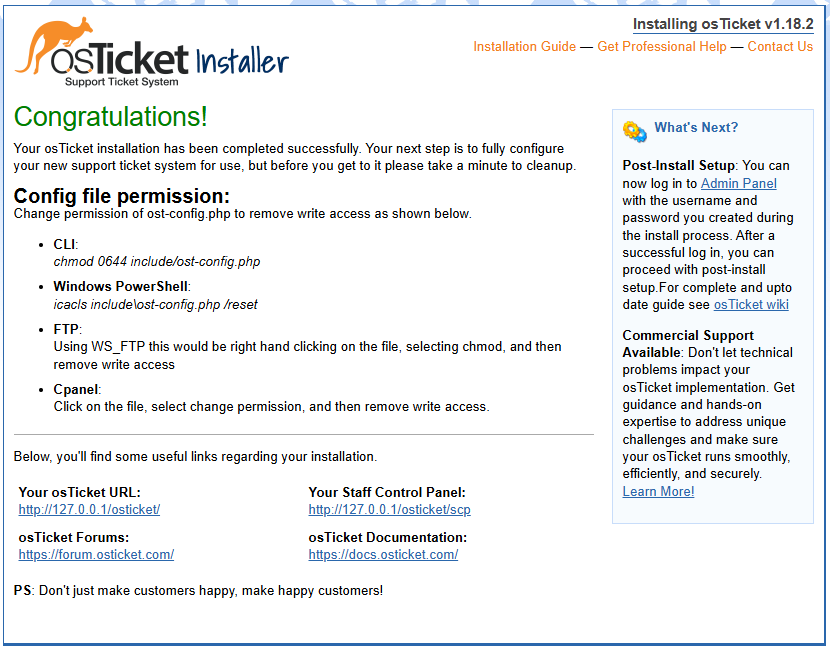 Installing osTicket v1.18.2
osTicket Installer
Support Ticket System
Installation Guide — Get Professional Help — Contact Us
Congratulations!
Your osTicket installation has been completed successfully. Your next step is to fully configure
your new support ticket system for use, but before you get to it please take a minute to cleanup.
Config file permission:
Change permission of ost-config.php to remove write access as shown below.
• CLI:
chmod 0644 include/ost-config.php
• Windows PowerShell:
icacls include\ost-config.php /reset
• FTP:
Using WS_FTP this would be right hand clicking on the file, selecting chmod, and then
remove write access
• Cpanel:
Click on the file, select change permission, and then remove write access.
Below, you'll find some useful links regarding your installation.
Your osTicket URL:
http://127.0.0.1/osticket/
Your Staff Control Panel:
http://127.0.0.1/osticket/scp
osTicket Forums:
https://forum.osticket.com/
osTicket Documentation:
https://docs.osticket.com/
PS: Don't just make customers happy, make happy customers!
What's Next?
Post-Install Setup: You can
now log in to Admin Panel
with the username and
password you created during
the install process. After a
successful log in, you can
proceed with post-install
setup.For complete and upto
date guide see osTicket wiki
Commercial Support
Available: Don't let technical
problems impact your
osTicket implementation. Get
guidance and hands-on
expertise to address unique
challenges and make sure
your osTicket runs smoothly,
efficiently, and securely.
Learn More!